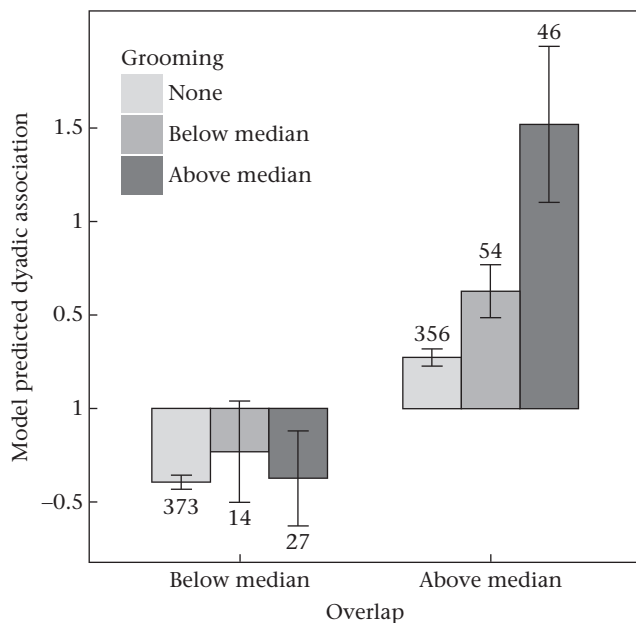 46
Grooming
None
Below median
Above median
1.5
1
0.5
1
−0.5
54
356
373
14
27
Below median
Above median
Overlap
Model predicted dyadic association